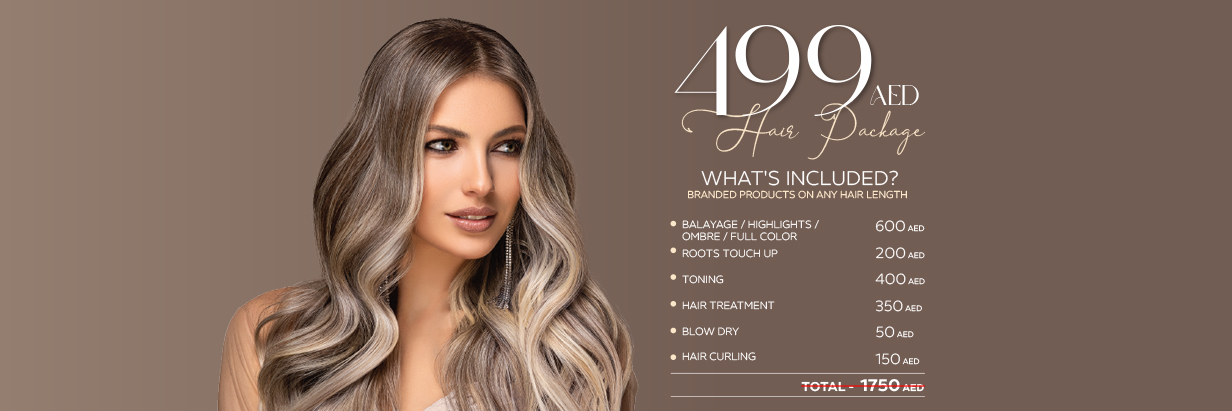 499 AED
Hair Package
WHAT'S INCLUDED?
BRANDED PRODUCTS ON ANY HAIR LENGTH
BALAYAGE / HIGHLIGHTS / 600 AED
OMBRE / FULL COLOR
ROOTS TOUCH UP 200 AED
TONING 400 AED
HAIR TREATMENT 350 AED
BLOW DRY 50 AED
HAIR CURLING 150 AED
TOTAL - 1750 AED